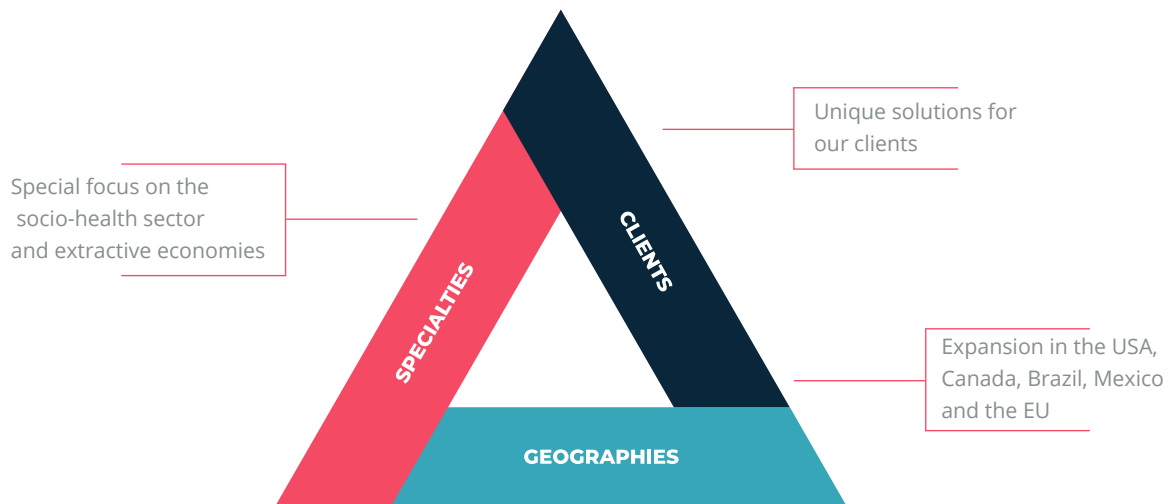 Unique solutions for
our clients
Special focus on the
socio-health sector
and extractive economies
CLIENTS
SPECIALTIES
Expansion in the USA,
Canada, Brazil, Mexico
and the EU
GEOGRAPHIES